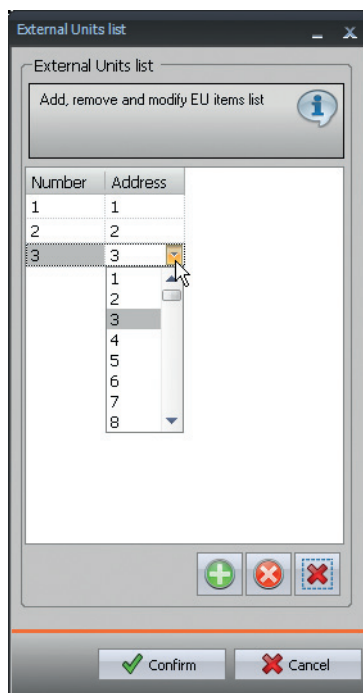 External Units list
External Units list
Add, remove and modify EU items list
Number Address
1 1
2 2
3 3
1
2
3
4
5
6
7
8
Confirm Cancel